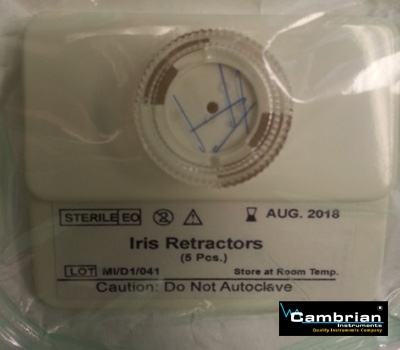 STERILE EO AUG. 2018
Iris Retractors
(5 Pcs.)
LOT MI/D1/041 Store at Room Temp.
Caution: Do Not Autoclave
Cambrian
Instruments
Quality Instruments Company